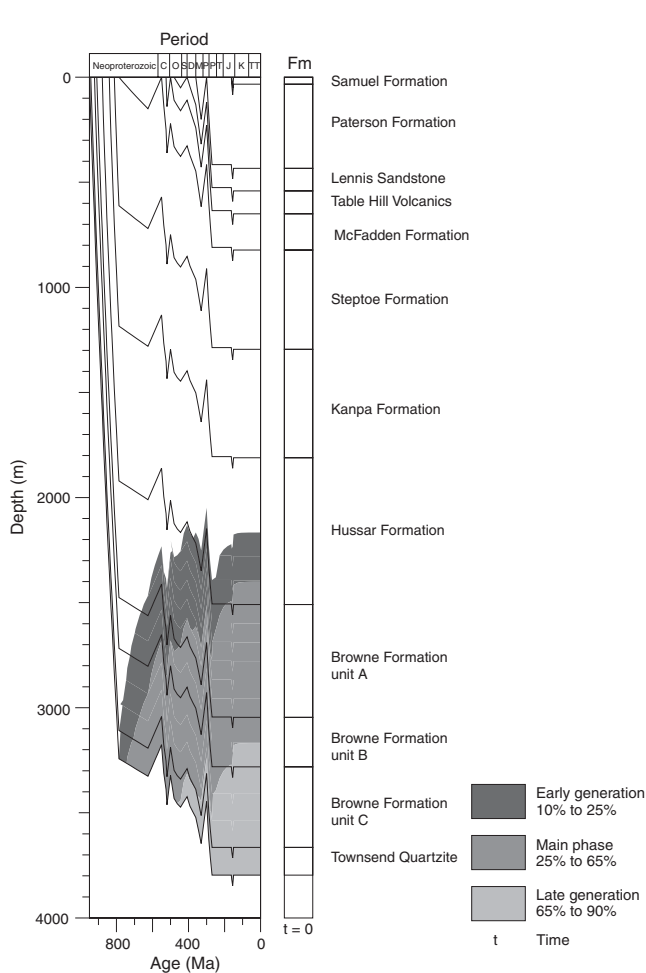 Period
Fm
Neoproterozoic C O S D M P P T J K T T
0
1000
2000
3000
4000
Depth (m)
800 400 0
Age (Ma)
t = 0
Samuel Formation
Paterson Formation
Lennis Sandstone
Table Hill Volcanics
McFadden Formation
Steptoe Formation
Kanpa Formation
Hussar Formation
Browne Formation
unit A
Browne Formation
unit B
Browne Formation
unit C
Townsend Quartzite
Early generation
10% to 25%
Main phase
25% to 65%
Late generation
65% to 90%
t Time